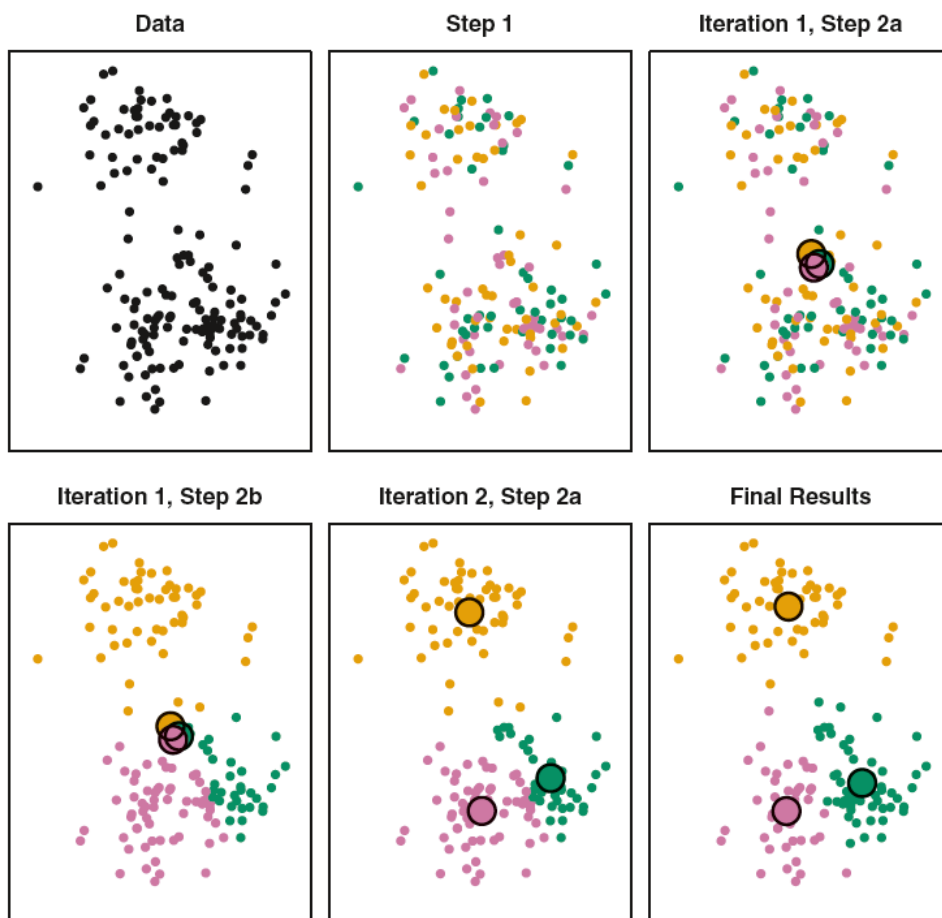 Data
Step 1
Iteration 1, Step 2a
Iteration 1, Step 2b
Iteration 2, Step 2a
Final Results